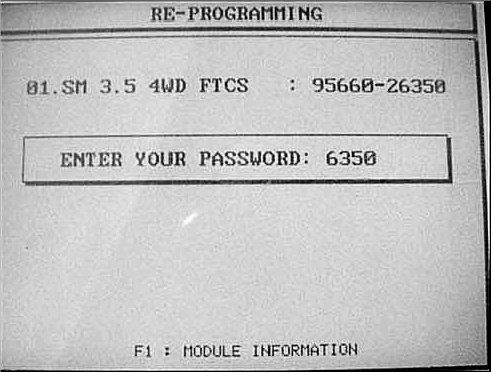 RE-PROGRAMMING
01.SM 3.5 4WD FTCS : 95660-26350
ENTER YOUR PASSWORD: 6350
F1 : MODULE INFORMATION